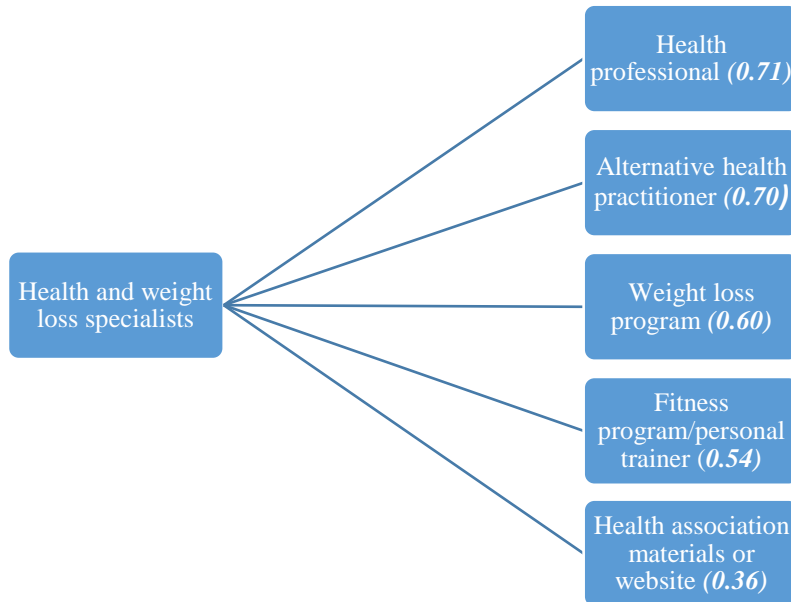 Health
professional (0.71)
Alternative health
practitioner (0.70)
Health and weight
loss specialists
Weight loss
program (0.60)
Fitness
program/personal
trainer (0.54)
Health association
materials or
website (0.36)